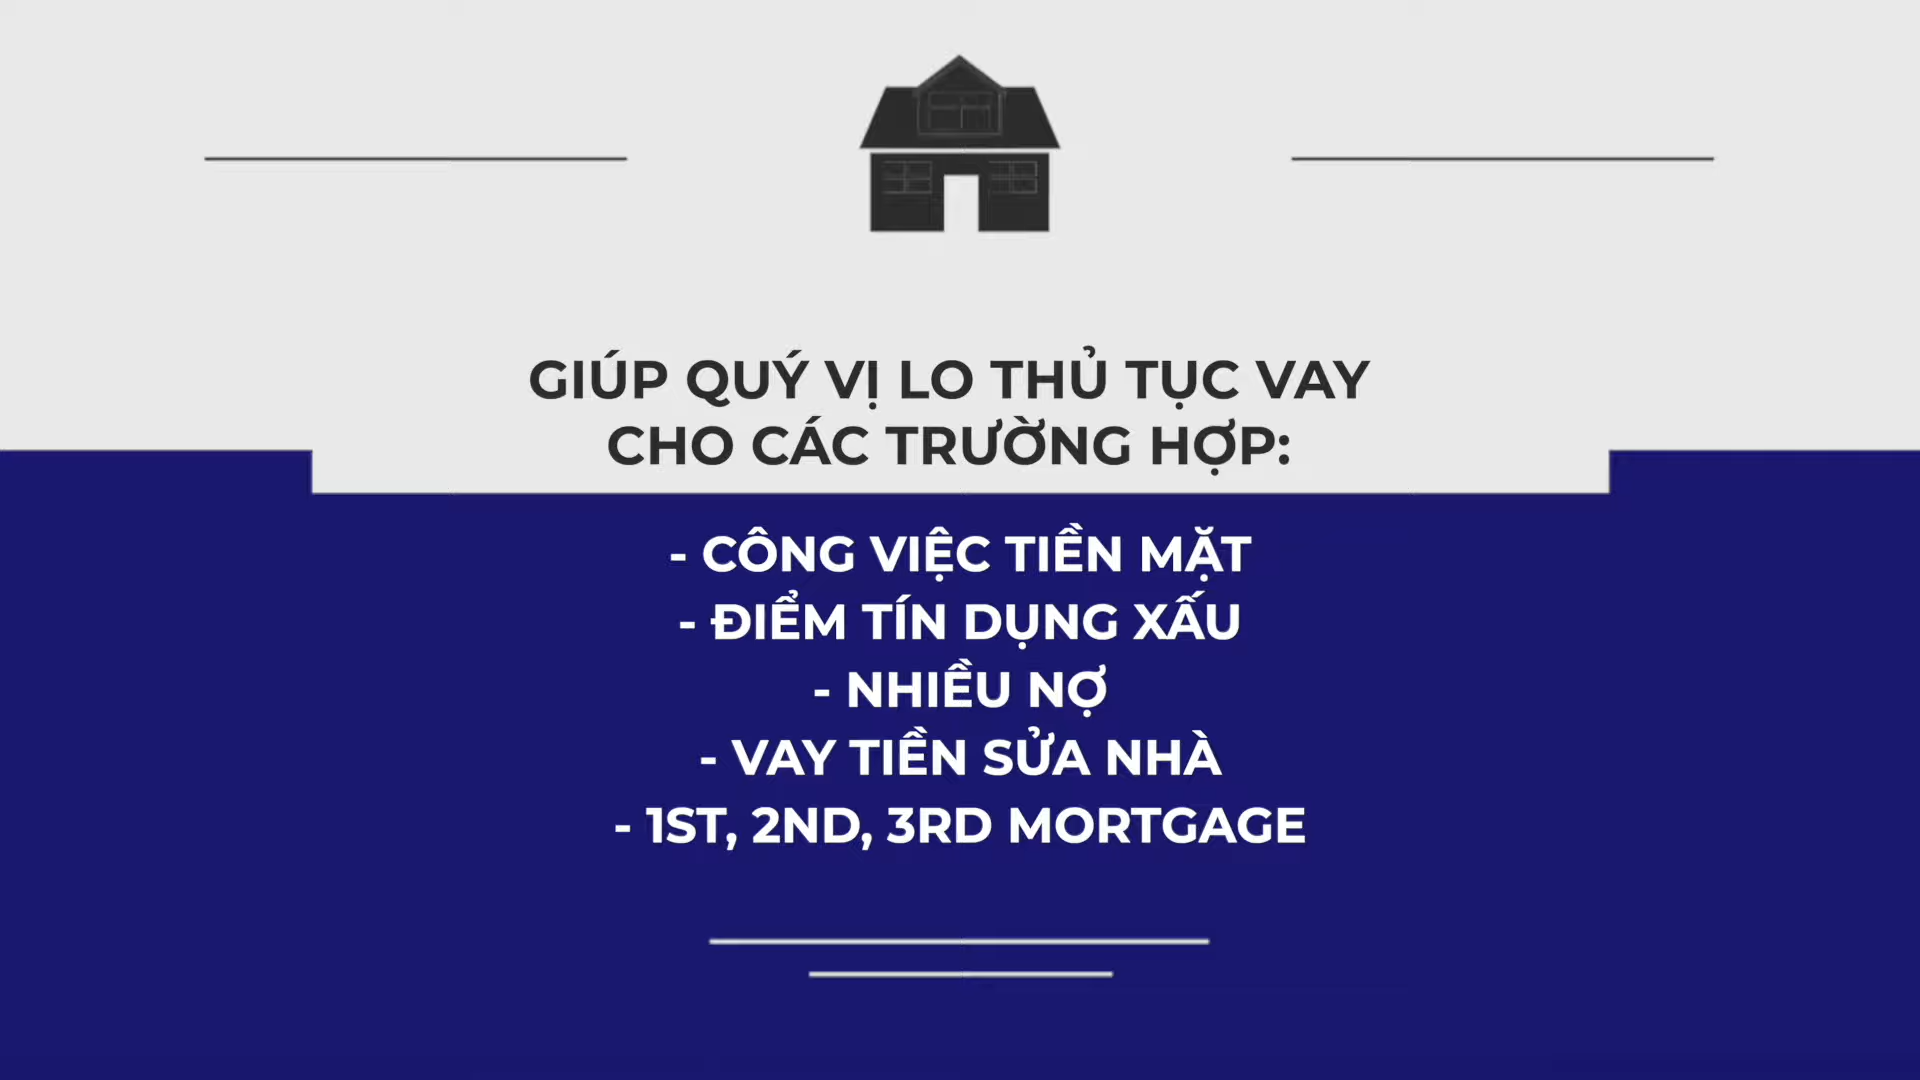 GIÚP QUÝ VỊ LO THỦ TỤC VAY
CHO CÁC TRƯỜNG HỢP:
- CÔNG VIỆC TIỀN MẶT
- ĐIỂM TÍN DỤNG XẤU
- NHIỀU NỢ
- VAY TIỀN SỬA NHÀ
- 1ST, 2ND, 3RD MORTGAGE